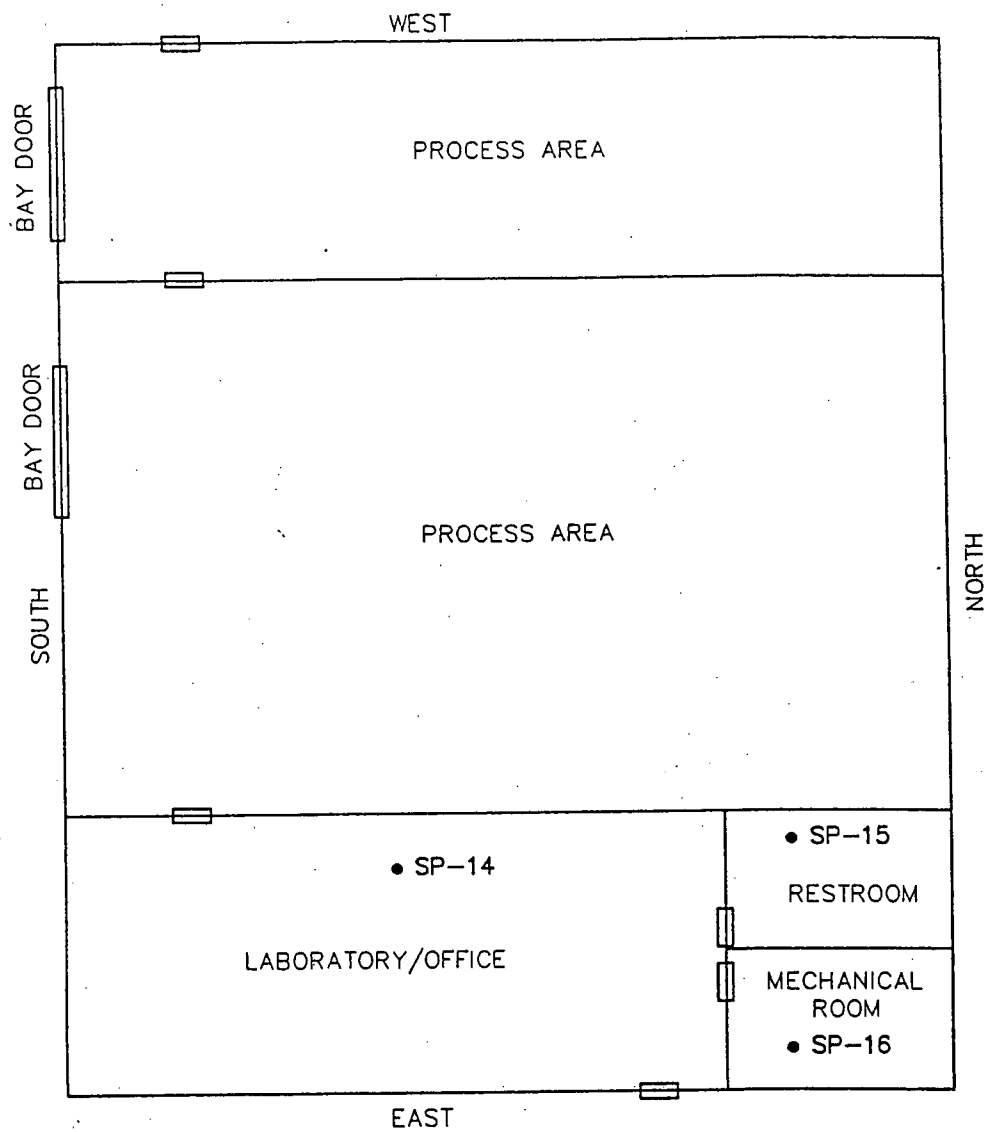 WEST
BAY DOOR
PROCESS AREA
BAY DOOR
PROCESS AREA
SOUTH
NORTH
SP-15
SP-14
RESTROOM
LABORATORY/OFFICE
MECHANICAL
ROOM
SP-16
EAST